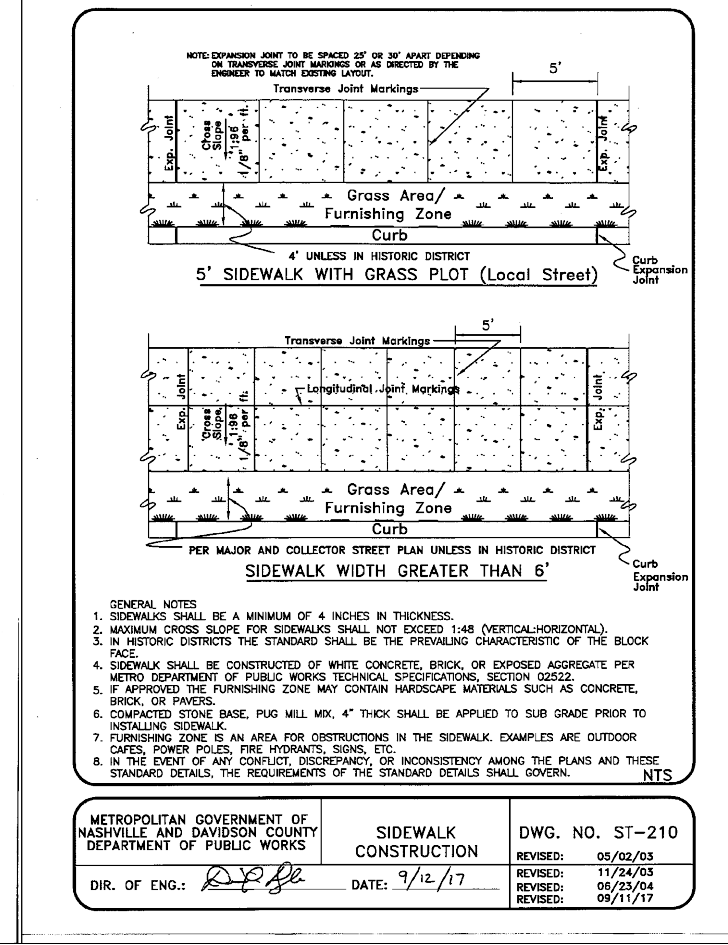 NOTE: EXPANSION JOINT TO BE SPACED 25' OR 30' APART DEPENDING
ON TRANSVERSE JOINT MARKINGS OR AS DIRECTED BY THE
ENGINEER TO MATCH EXISTING LAYOUT.
5'
Transverse Joint Markings
Exp. Joint
Cross
Slope
1:96
1/8" per ft.
Exp. Joint
Grass Area/
Furnishing Zone
Curb
4' UNLESS IN HISTORIC DISTRICT
Curb
Expansion
Joint
5' SIDEWALK WITH GRASS PLOT (Local Street)
5'
Transverse Joint Markings
Longitudinal Joint Markings
Exp. Joint
Cross
Slope
1:96
1/8" per ft.
Exp. Joint
Grass Area/
Furnishing Zone
Curb
PER MAJOR AND COLLECTOR STREET PLAN UNLESS IN HISTORIC DISTRICT
Curb
Expansion
Joint
SIDEWALK WIDTH GREATER THAN 6'
GENERAL NOTES
1. SIDEWALKS SHALL BE A MINIMUM OF 4 INCHES IN THICKNESS.
2. MAXIMUM CROSS SLOPE FOR SIDEWALKS SHALL NOT EXCEED 1:48 (VERTICAL:HORIZONTAL).
3. IN HISTORIC DISTRICTS THE STANDARD SHALL BE THE PREVAILING CHARACTERISTIC OF THE BLOCK
FACE.
4. SIDEWALK SHALL BE CONSTRUCTED OF WHITE CONCRETE, BRICK, OR EXPOSED AGGREGATE PER
METRO DEPARTMENT OF PUBLIC WORKS TECHNICAL SPECIFICATIONS, SECTION 02522.
5. IF APPROVED THE FURNISHING ZONE MAY CONTAIN HARDSCAPE MATERIALS SUCH AS CONCRETE,
BRICK, OR PAVERS.
6. COMPACTED STONE BASE, PUG MILL MIX, 4" THICK SHALL BE APPLIED TO SUB GRADE PRIOR TO
INSTALLING SIDEWALK.
7. FURNISHING ZONE IS AN AREA FOR OBSTRUCTIONS IN THE SIDEWALK. EXAMPLES ARE OUTDOOR
CAFES, POWER POLES, FIRE HYDRANTS, SIGNS, ETC.
8. IN THE EVENT OF ANY CONFLICT, DISCREPANCY, OR INCONSISTENCY AMONG THE PLANS AND THESE
STANDARD DETAILS, THE REQUIREMENTS OF THE STANDARD DETAILS SHALL GOVERN.
NTS
METROPOLITAN GOVERNMENT OF
NASHVILLE AND DAVIDSON COUNTY
DEPARTMENT OF PUBLIC WORKS
SIDEWALK
CONSTRUCTION
DWG. NO. ST-210
REVISED: 05/02/03
REVISED: 11/24/03
REVISED: 06/23/04
REVISED: 09/11/17
DIR. OF ENG.:
DATE: 9/12/17